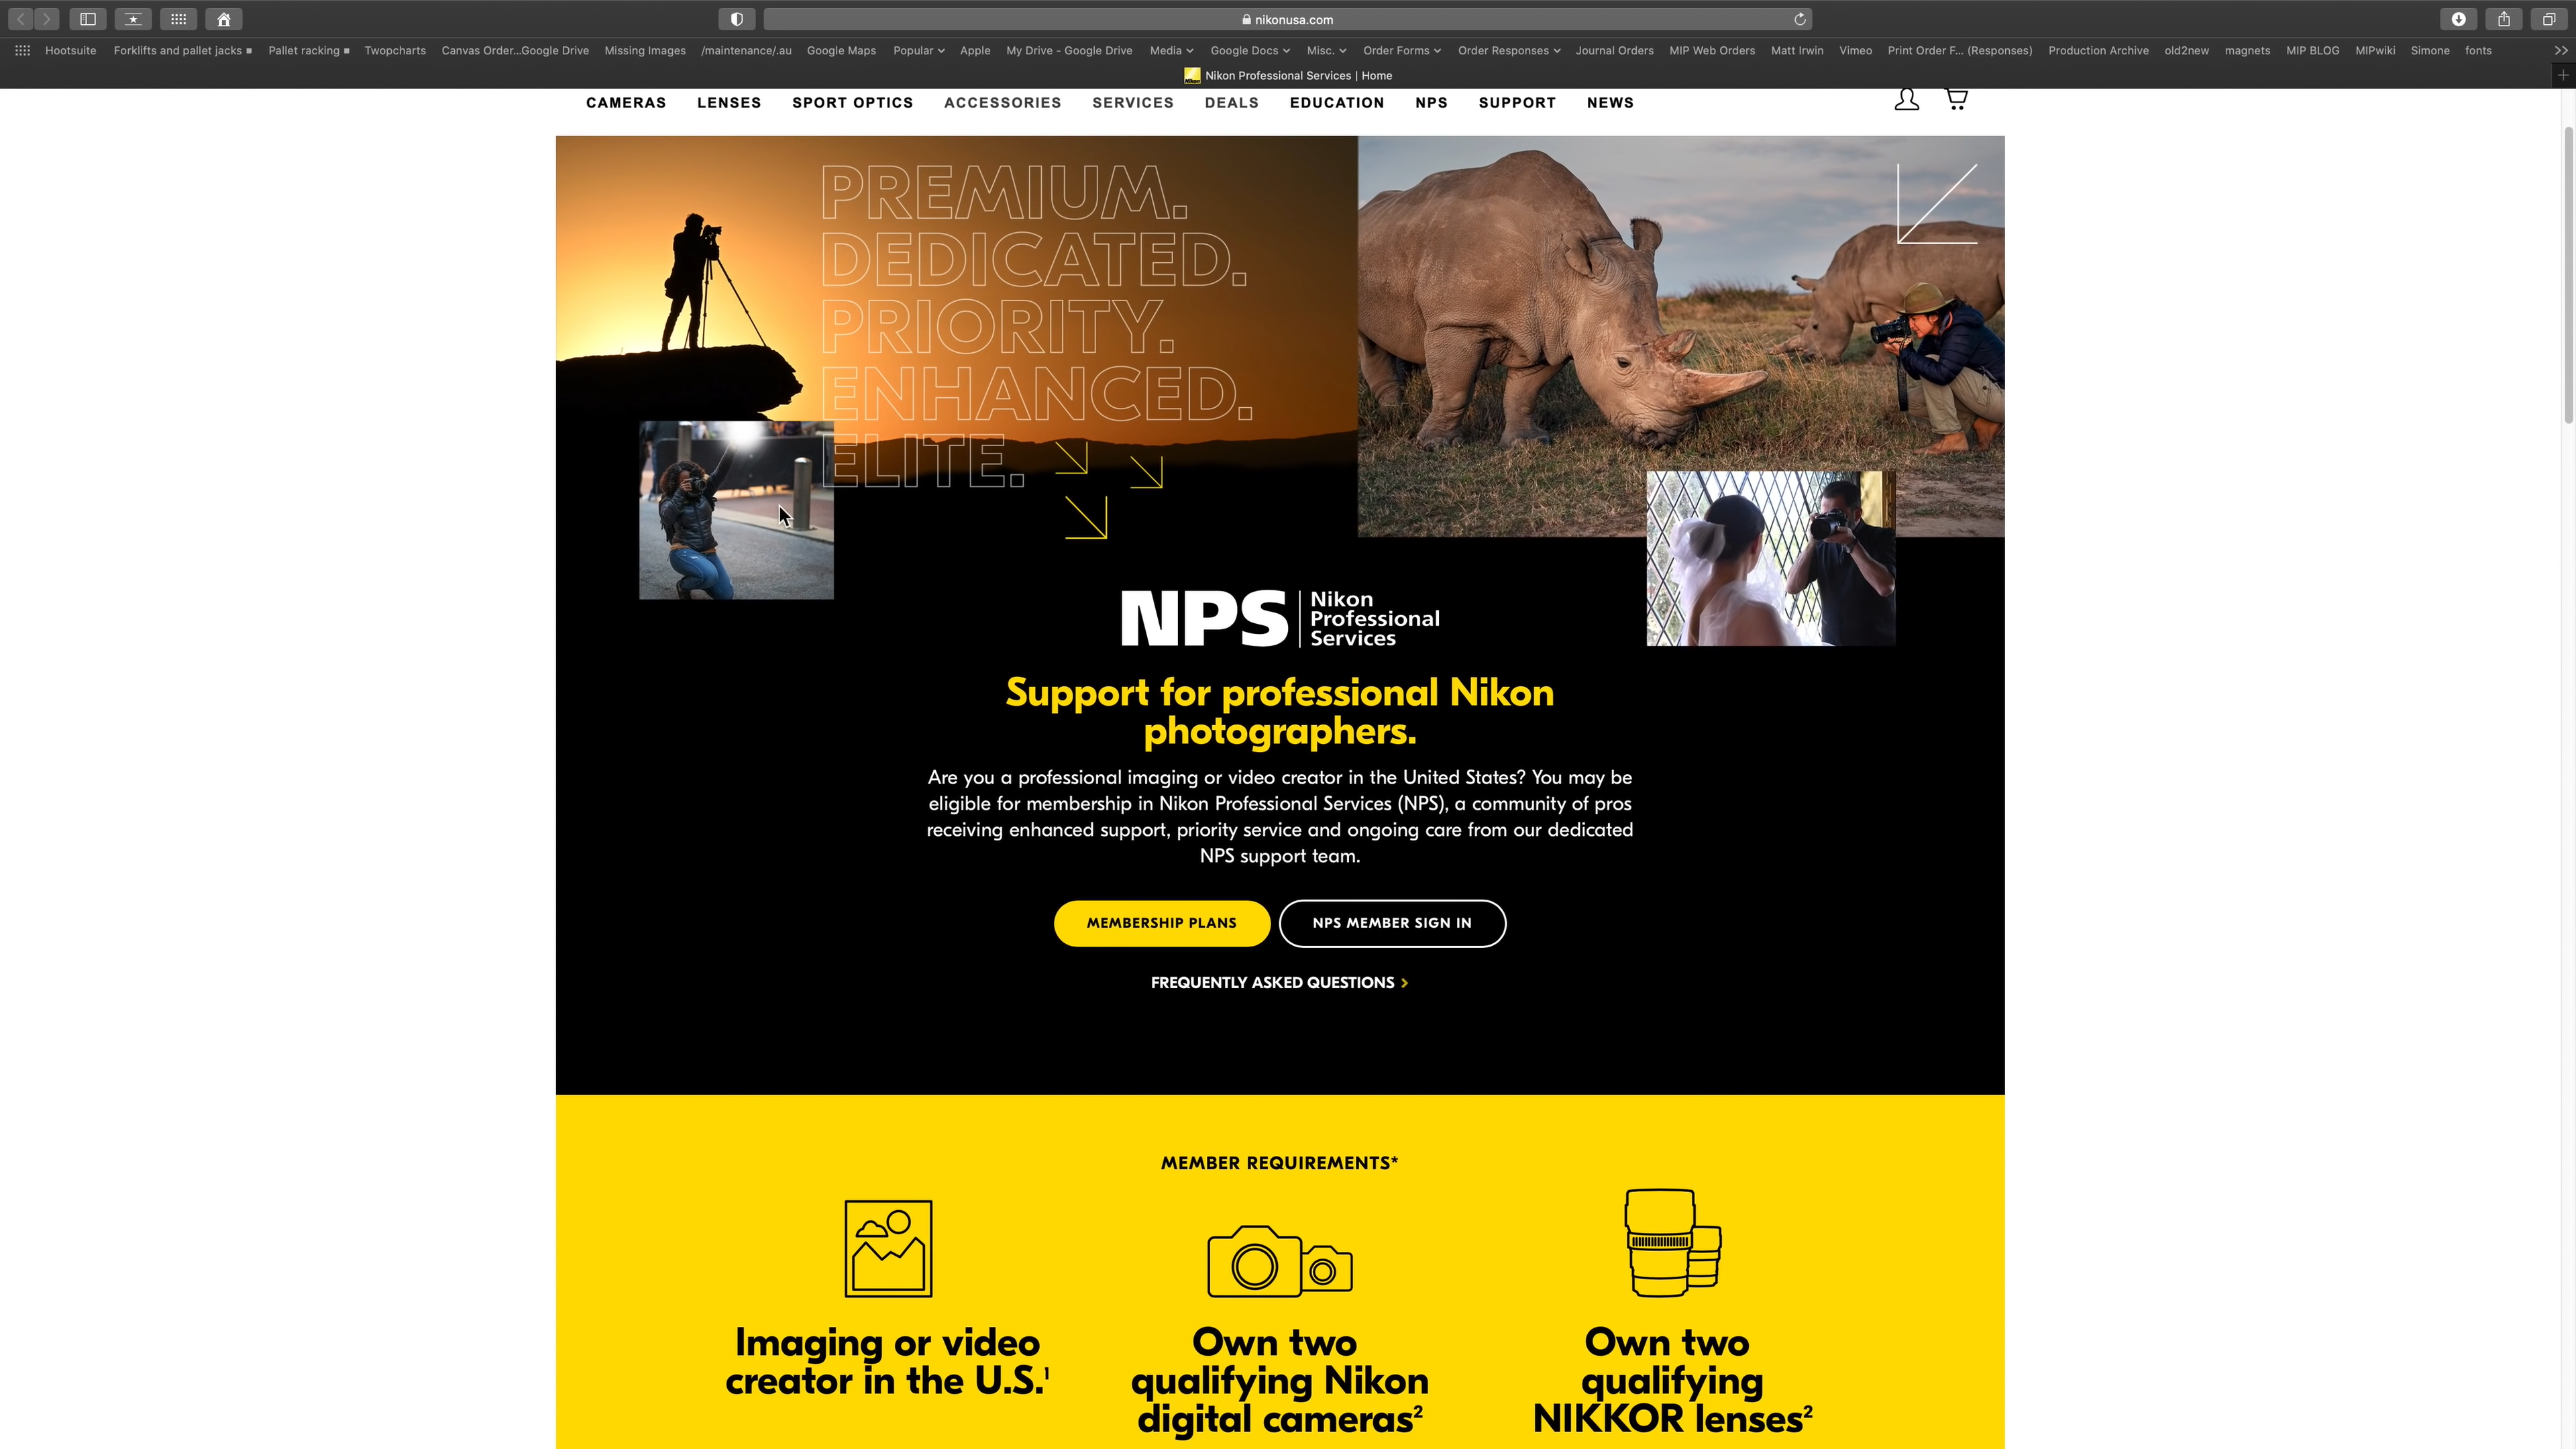 nikonusa.com
Hootsuite Forklifts and pallet jacks Pallet racking Twopcharts Canvas Order...Google Drive Missing Images /maintenance/.au Google Maps Popular Apple My Drive - Google Drive Media Google Docs Misc. Order Forms Order Responses Journal Orders MIP Web Orders Matt Irwin Vimeo Print Order F... (Responses) Production Archive old2new magnets MIP BLOG MIPwiki Simone fonts
Nikon Professional Services | Home
CAMERAS LENSES SPORT OPTICS ACCESSORIES SERVICES DEALS EDUCATION NPS SUPPORT NEWS
PREMIUM.
DEDICATED.
PRIORITY.
ENHANCED.
ELITE.
NPS
Nikon
Professional
Services
Support for professional Nikon
photographers.
Are you a professional imaging or video creator in the United States? You may be
eligible for membership in Nikon Professional Services (NPS), a community of pros
receiving enhanced support, priority service and ongoing care from our dedicated
NPS support team.
MEMBERSHIP PLANS NPS MEMBER SIGN IN
FREQUENTLY ASKED QUESTIONS >
MEMBER REQUIREMENTS*
Imaging or video
creator in the U.S.¹
Own two
qualifying Nikon
digital cameras²
Own two
qualifying
NIKKOR lenses²